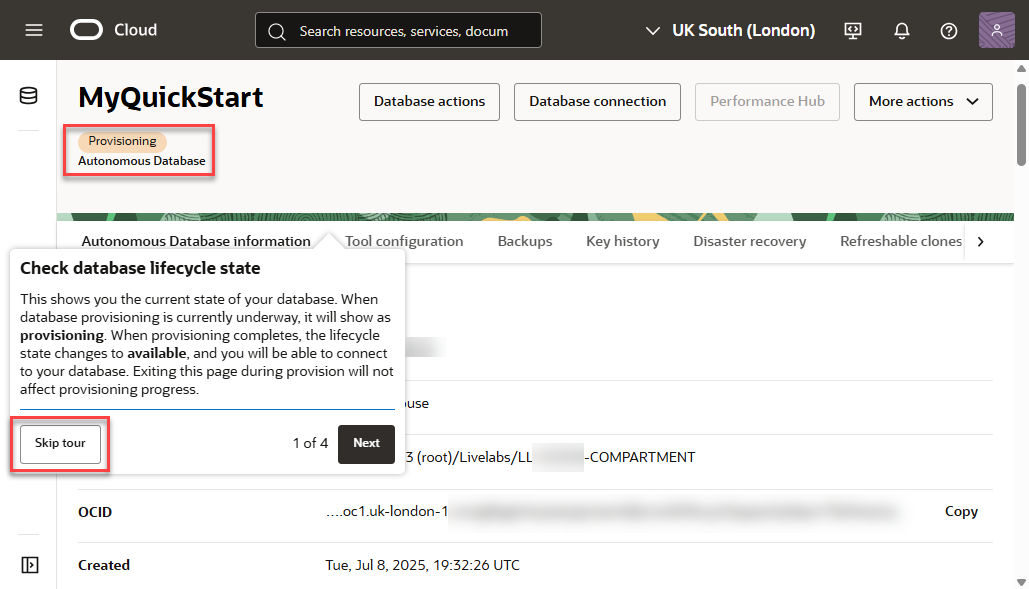 Cloud
Search resources, services, docum
UK South (London)
MyQuickStart
Database actions
Database connection
Performance Hub
More actions
Provisioning
Autonomous Database
Autonomous Database information
Tool configuration
Backups
Key history
Disaster recovery
Refreshable clones
Check database lifecycle state
This shows you the current state of your database. When
database provisioning is currently underway, it will show as
provisioning. When provisioning completes, the lifecycle
state changes to available, and you will be able to connect
to your database. Exiting this page during provision will not
affect provisioning progress.
Skip tour
1 of 4
Next
ouse
3 (root)/Livelabs/LL
-COMPARTMENT
OCID
....oc1.uk-london-1
Copy
Created
Tue, Jul 8, 2025, 19:32:26 UTC